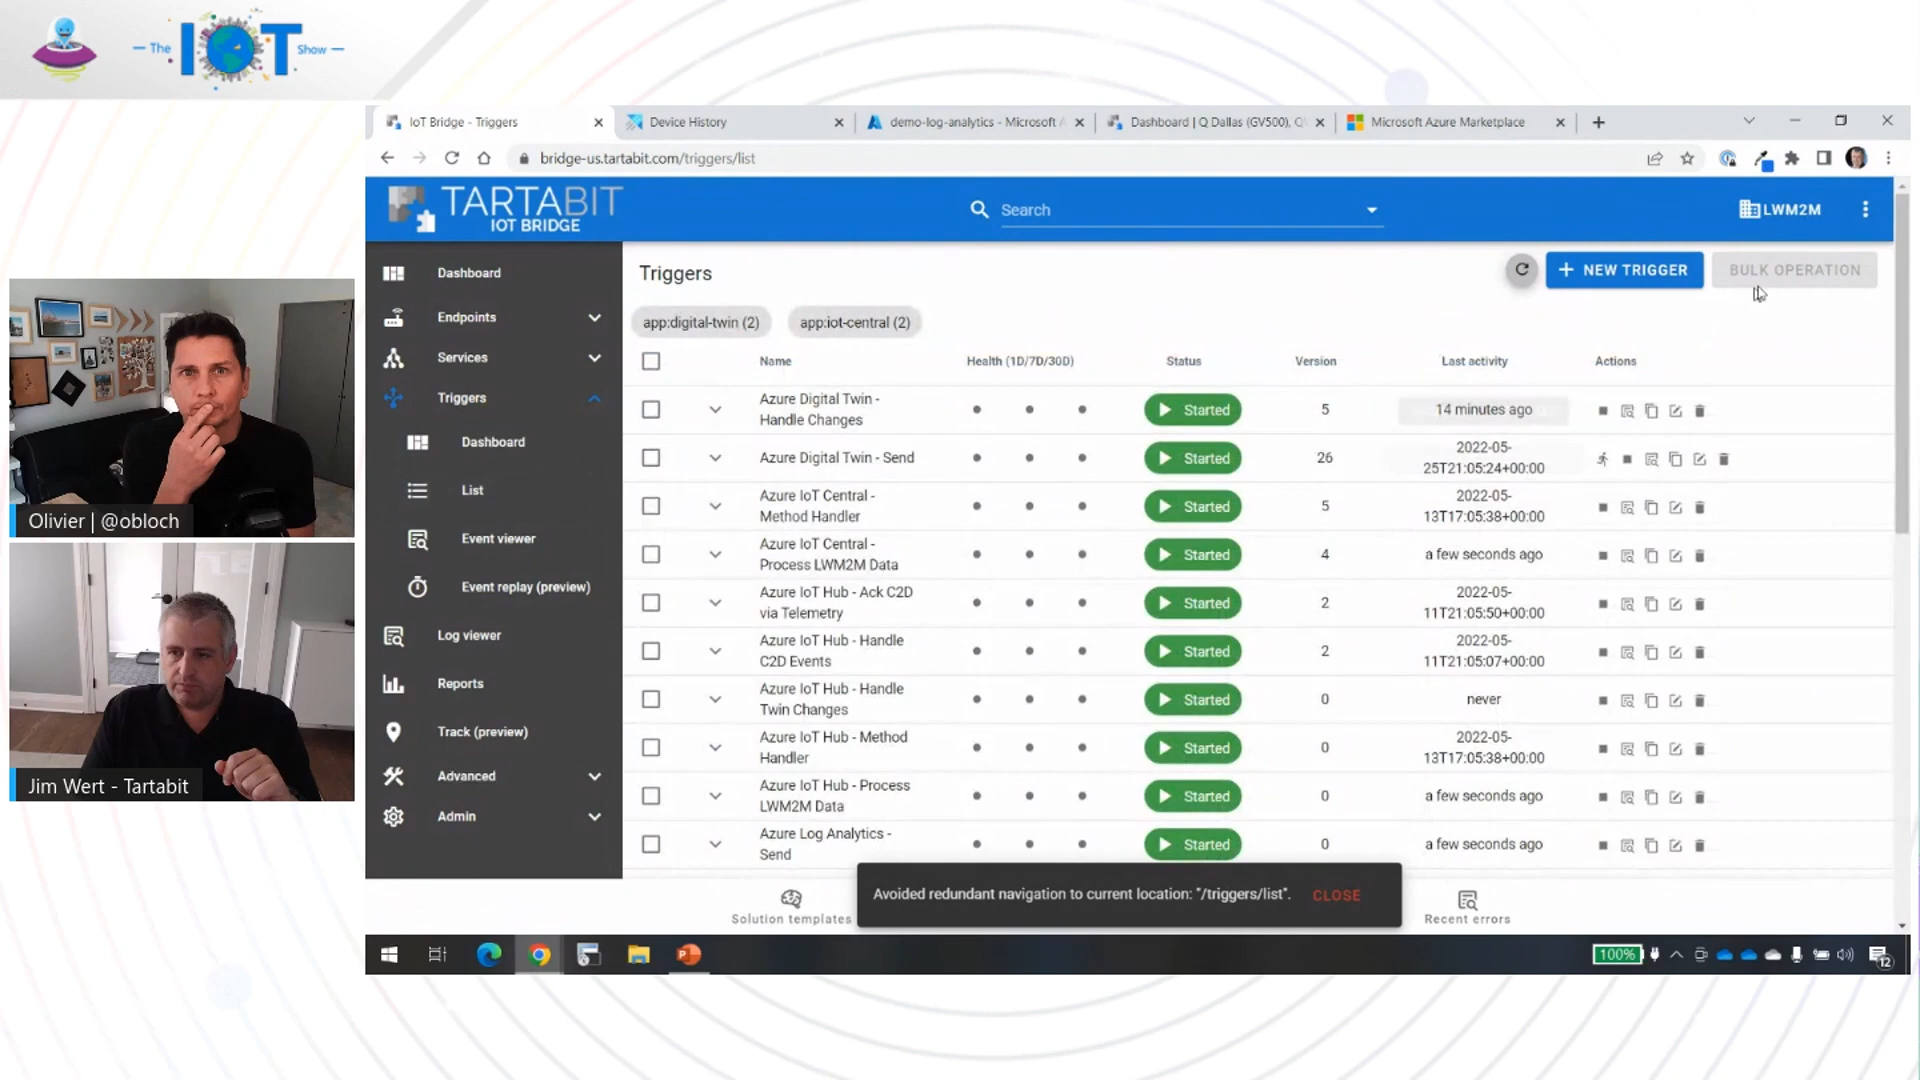 The IOT Show
IoT Bridge - Triggers
Device History
demo-log-analytics - Microsoft A
Dashboard | Q Dallas (GV500), Q
Microsoft Azure Marketplace
bridge-us.tartabit.com/triggers/list
TARTABIT
IOT BRIDGE
Search
LWM2M
Dashboard
Endpoints
Services
Triggers
Dashboard
List
Event viewer
Event replay (preview)
Log viewer
Reports
Track (preview)
Advanced
Admin
Triggers
NEW TRIGGER
BULK OPERATION
app:digital-twin (2)
app:iot-central (2)
Name Health (1D/7D/30D) Status Version Last activity Actions
Azure Digital Twin -
Handle Changes
Started 5 14 minutes ago
Azure Digital Twin - Send Started 26
2022-05-
25T21:05:24+00:00
Azure IoT Central -
Method Handler
Started 5
2022-05-
13T17:05:38+00:00
Azure IoT Central -
Process LWM2M Data
Started 4 a few seconds ago
Azure IoT Hub - Ack C2D
via Telemetry
Started 2
2022-05-
11T21:05:50+00:00
Azure IoT Hub - Handle
C2D Events
Started 2
2022-05-
11T21:05:07+00:00
Azure IoT Hub - Handle
Twin Changes
Started 0 never
Azure IoT Hub - Method
Handler
Started 0
2022-05-
13T17:05:38+00:00
Azure IoT Hub - Process
LWM2M Data
Started 0 a few seconds ago
Azure Log Analytics -
Send
Started 0 a few seconds ago
Solution templates
Avoided redundant navigation to current location: "/triggers/list".
CLOSE
Recent errors
100%
12
Olivier | @obloch
Jim Wert - Tartabit